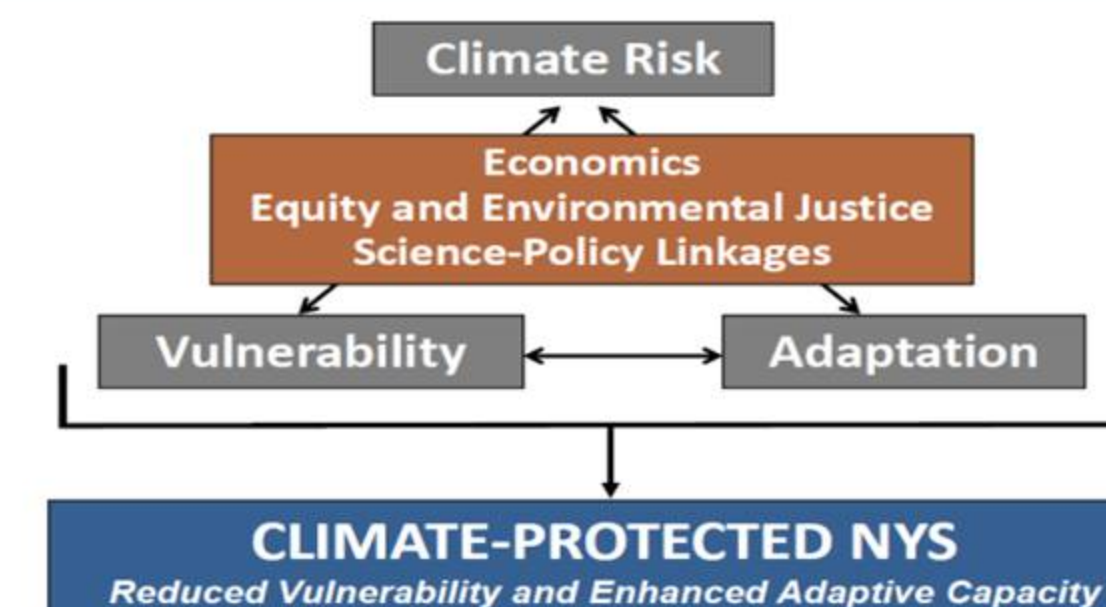 Climate Risk
Economics
Equity and Environmental Justice
Science-Policy Linkages
Vulnerability
Adaptation
CLIMATE-PROTECTED NYS
Reduced Vulnerability and Enhanced Adaptive Capacity